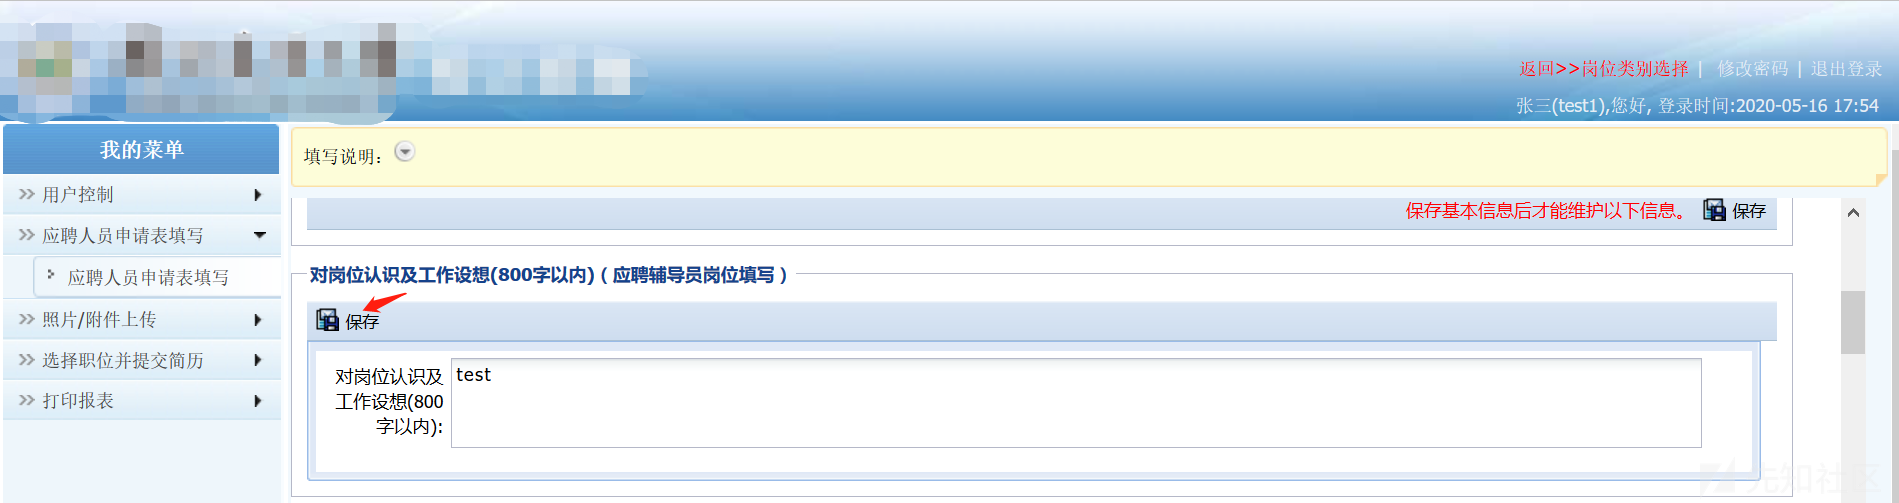 返回>>岗位类别选择 | 修改密码 | 退出登录
张三(test1),您好, 登录时间:2020-05-16 17:54
我的菜单
用户控制
应聘人员申请表填写
应聘人员申请表填写
照片/附件上传
选择职位并提交简历
打印报表
填写说明：
保存基本信息后才能维护以下信息。 保存
对岗位认识及工作设想(800字以内)（应聘辅导员岗位填写）
保存
对岗位认识及
工作设想(800
字以内):
test
先知社区